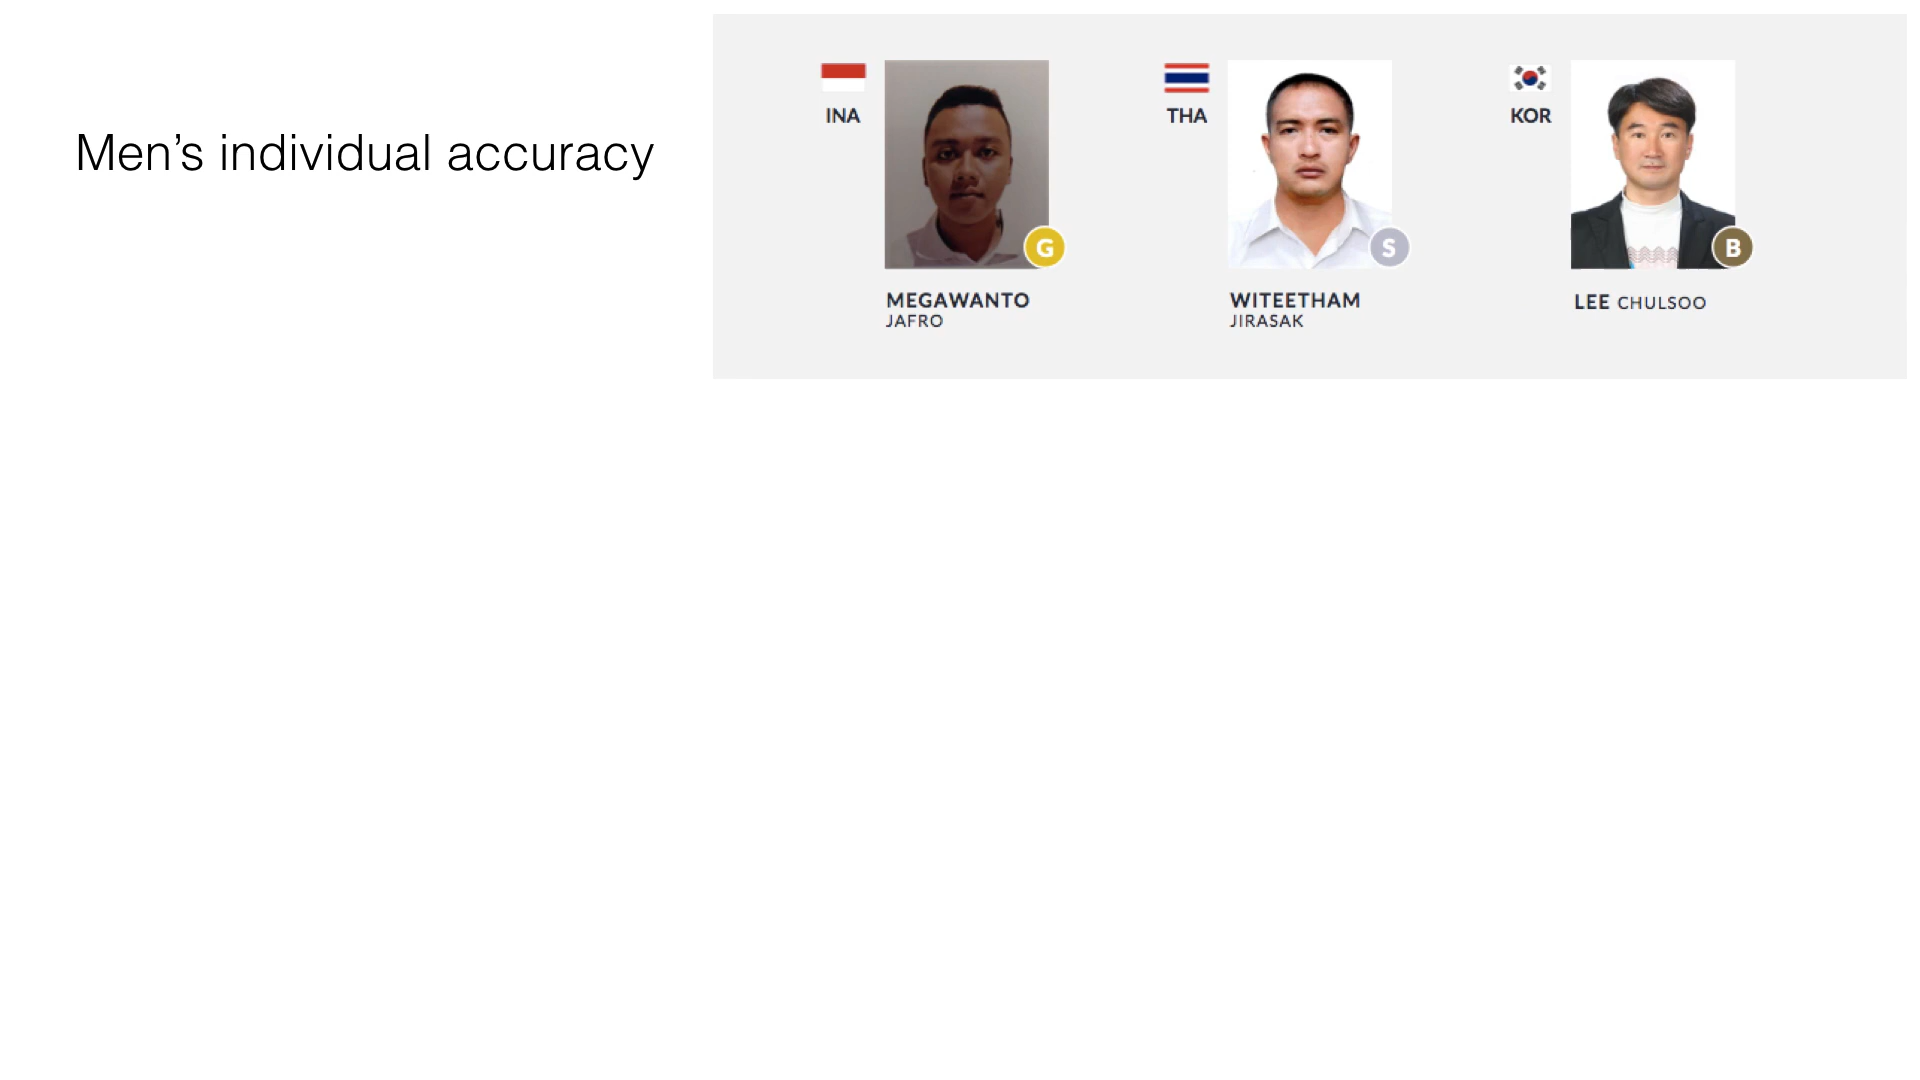 Men’s individual accuracy
INA
G
MEGAWANTO
JAFRO
THA
S
WITEETHAM
JIRASAK
KOR
B
LEE CHULSOO